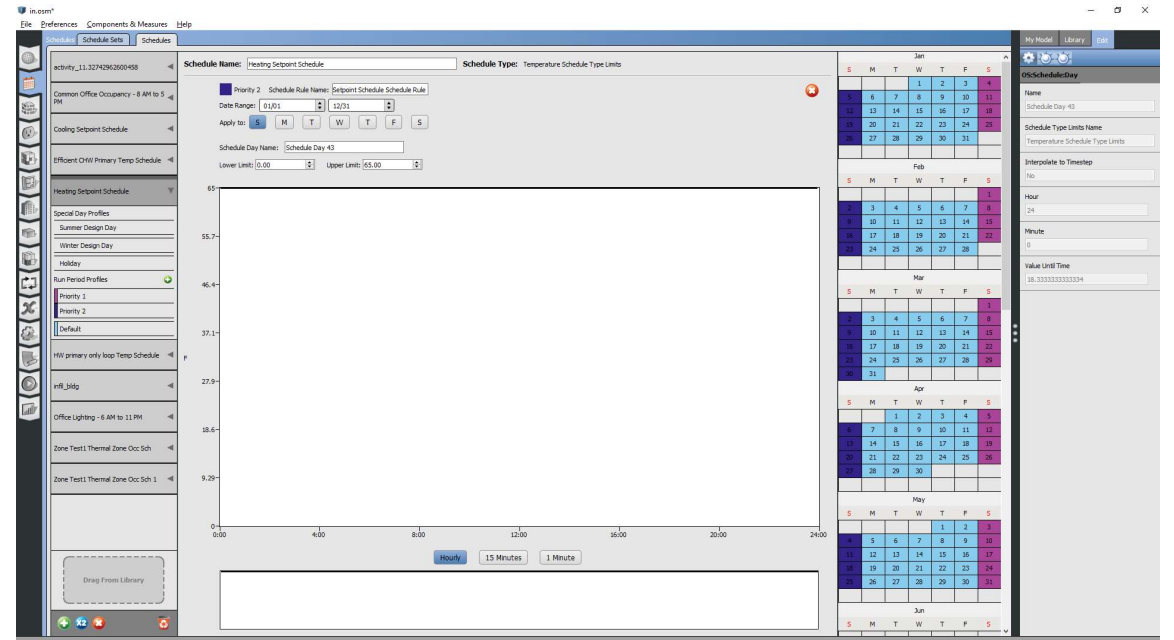 in.osm*
File Preferences Components & Measures Help
Schedules Schedule Sets Schedules
My Model Library Edit
activity_11.32742962600458
Common Office Occupancy - 8 AM to 5 PM
Cooling Setpoint Schedule
Efficient CHW Primary Temp Schedule
Heating Setpoint Schedule
Special Day Profiles
Summer Design Day
Winter Design Day
Holiday
Run Period Profiles
Priority 1
Priority 2
Default
HW primary only loop Temp Schedule
infil_bldg
Office Lighting - 6 AM to 11 PM
Zone Test1 Thermal Zone Occ Sch
Zone Test1 Thermal Zone Occ Sch 1
Drag From Library
X2
Schedule Name: Heating Setpoint Schedule Schedule Type: Temperature Schedule Type Limits
Priority 2 Schedule Rule Name: Setpoint Schedule Schedule Rule
Date Range: 01/01 12/31
Apply to: S M T W T F S
Schedule Day Name: Schedule Day 43
Lower Limit: 0.00 Upper Limit: 65.00
65
55.7
46.4
37.1
F
27.9
18.6
9.29
0
0:00 4:00 8:00 12:00 16:00 20:00 24:00
Hourly 15 Minutes 1 Minute
Jan
S M T W T F S
1 2 3 4
5 6 7 8 9 10 11
12 13 14 15 16 17 18
19 20 21 22 23 24 25
26 27 28 29 30 31
Feb
S M T W T F S
1
2 3 4 5 6 7 8
9 10 11 12 13 14 15
16 17 18 19 20 21 22
23 24 25 26 27 28
Mar
S M T W T F S
1
2 3 4 5 6 7 8
9 10 11 12 13 14 15
16 17 18 19 20 21 22
23 24 25 26 27 28 29
30 31
Apr
S M T W T F S
1 2 3 4 5
6 7 8 9 10 11 12
13 14 15 16 17 18 19
20 21 22 23 24 25 26
27 28 29 30
May
S M T W T F S
1 2 3
4 5 6 7 8 9 10
11 12 13 14 15 16 17
18 19 20 21 22 23 24
25 26 27 28 29 30 31
Jun
S M T W T F S
OS:Schedule:Day
Name
Schedule Day 43
Schedule Type Limits Name
Temperature Schedule Type Limits
Interpolate to Timestep
No
Hour
24
Minute
0
Value Until Time
18.3333333333334